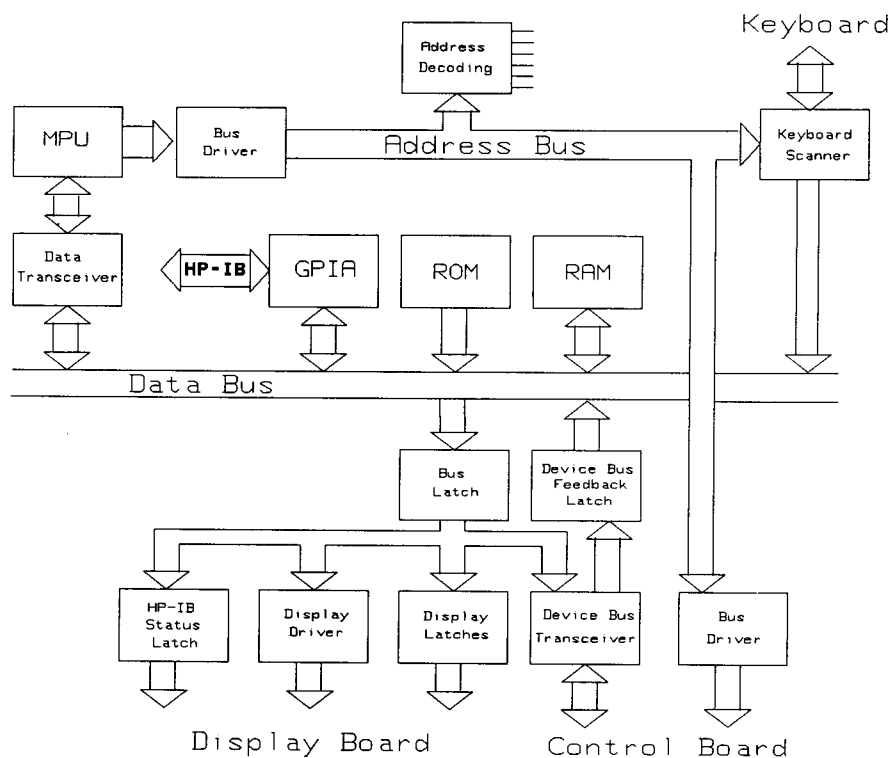 Keyboard
Address
Decoding
MPU
Bus
Driver
Address Bus
Keyboard
Scanner
Data
Transceiver
HP-IB
GPIA
ROM
RAM
Data Bus
Bus
Latch
Device Bus
Feedback
Latch
HP-IB
Status
Latch
Display
Driver
Display
Latches
Device Bus
Transceiver
Bus
Driver
Display Board
Control Board